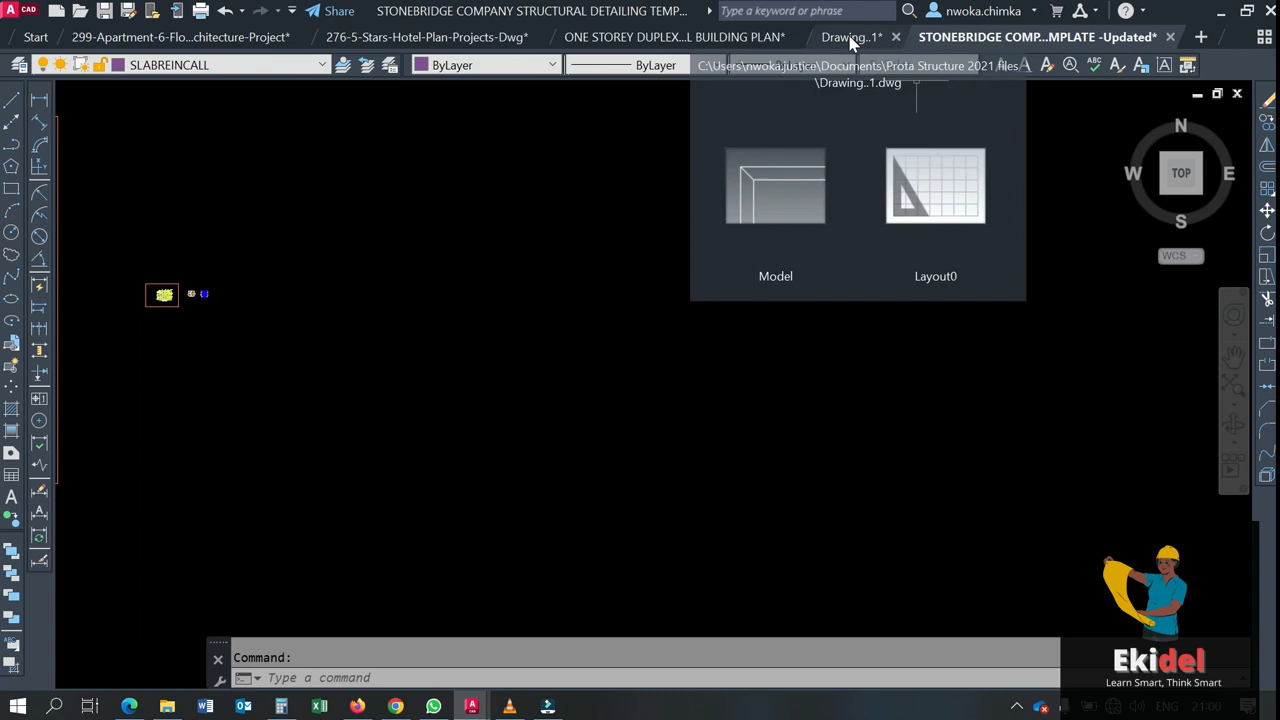 CAD
Share
STONEBRIDGE COMPANY STRUCTURAL DETAILING TEMP...
Type a keyword or phrase
nwoka.chimka
Start
299-Apartment-6-Flo...chitecture-Project*
276-5-Stars-Hotel-Plan-Projects-Dwg*
ONE STOREY DUPLEX...L BUILDING PLAN*
Drawing..1*
STONEBRIDGE COMP...MPLATE -Updated*
SLABREINCALL
ByLayer
ByLayer
C:\Users\nwoka.justice\Documents\Prota Structure 2021 files
\Drawing..1.dwg
N
W
TOP
E
S
WCS
Model
Layout0
Command:
Type a command
Ekidel
Learn Smart, Think Smart
ENG
21:00